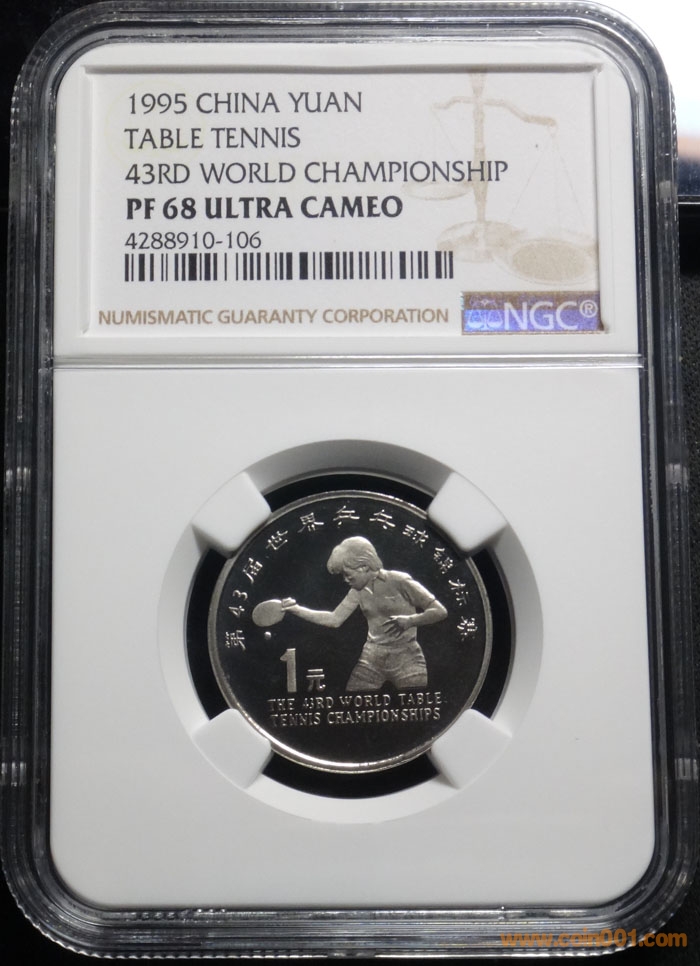 1995 CHINA YUAN
TABLE TENNIS
43RD WORLD CHAMPIONSHIP
PF 68 ULTRA CAMEO
4288910-106
NUMISMATIC GUARANTY CORPORATION
NGC®
第43届世界乒乓球锦标赛
1元
THE 43RD WORLD TABLE
TENNIS CHAMPIONSHIPS
www.coin001.com